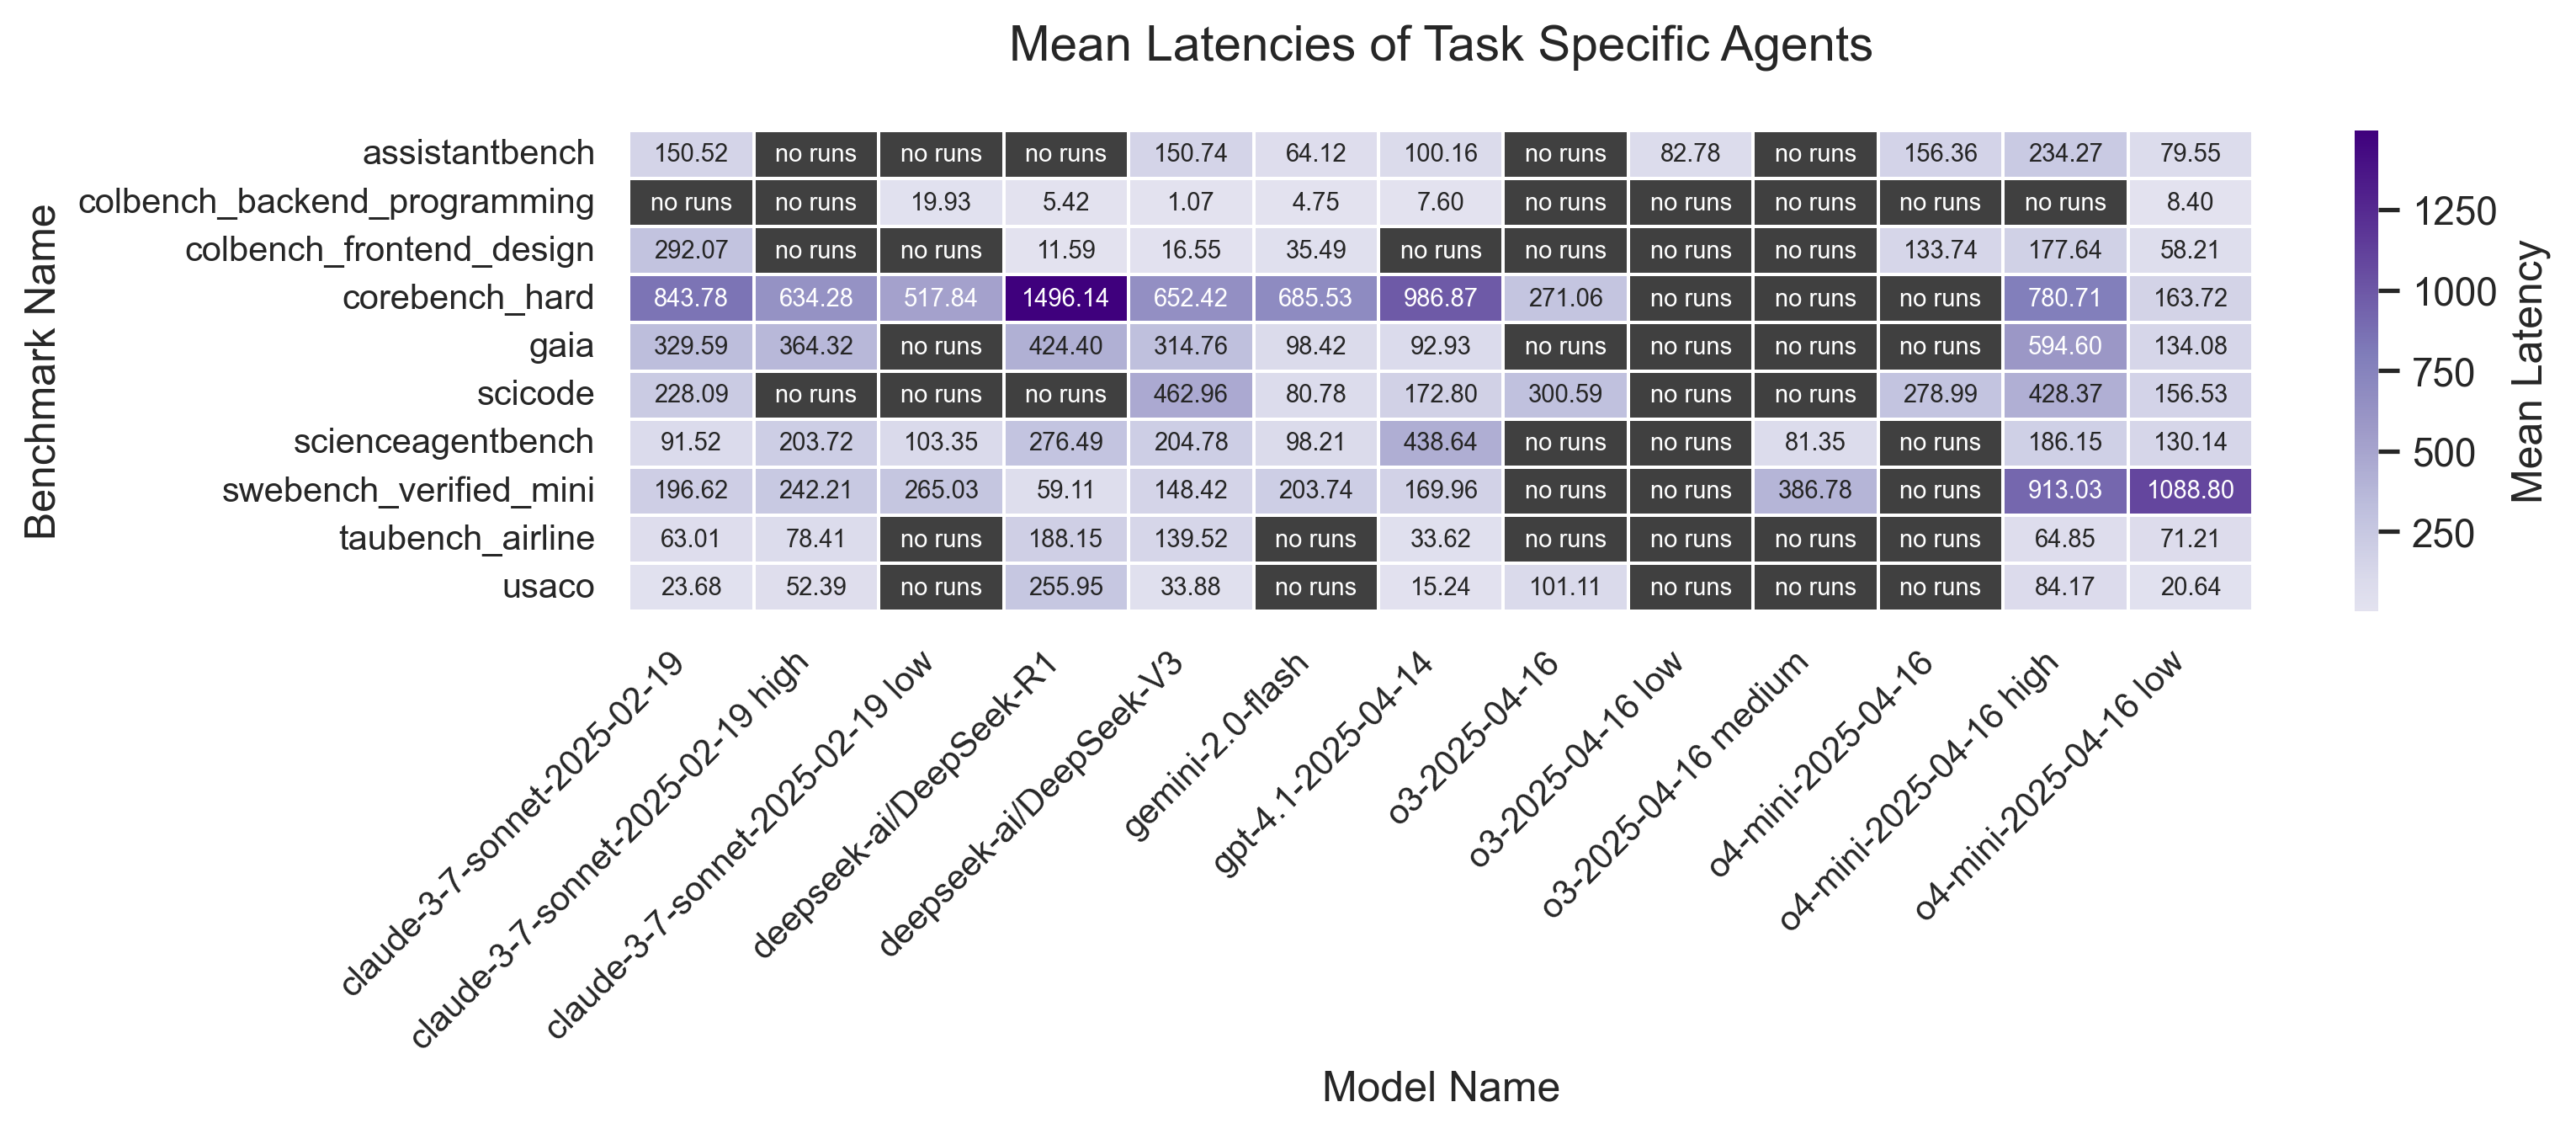 Mean Latencies of Task Specific Agents
Benchmark Name
assistantbench 150.52 no runs no runs no runs 150.74 64.12 100.16 no runs 82.78 no runs 156.36 234.27 79.55
colbench_backend_programming no runs no runs 19.93 5.42 1.07 4.75 7.60 no runs no runs no runs no runs no runs 8.40
colbench_frontend_design 292.07 no runs no runs 11.59 16.55 35.49 no runs no runs no runs no runs 133.74 177.64 58.21
corebench_hard 843.78 634.28 517.84 1496.14 652.42 685.53 986.87 271.06 no runs no runs no runs 780.71 163.72
gaia 329.59 364.32 no runs 424.40 314.76 98.42 92.93 no runs no runs no runs no runs 594.60 134.08
scicode 228.09 no runs no runs no runs 462.96 80.78 172.80 300.59 no runs no runs 278.99 428.37 156.53
scienceagentbench 91.52 203.72 103.35 276.49 204.78 98.21 438.64 no runs no runs 81.35 no runs 186.15 130.14
swebench_verified_mini 196.62 242.21 265.03 59.11 148.42 203.74 169.96 no runs no runs 386.78 no runs 913.03 1088.80
taubench_airline 63.01 78.41 no runs 188.15 139.52 no runs 33.62 no runs no runs no runs no runs 64.85 71.21
usaco 23.68 52.39 no runs 255.95 33.88 no runs 15.24 101.11 no runs no runs no runs 84.17 20.64
claude-3-7-sonnet-2025-02-19
claude-3-7-sonnet-2025-02-19 high
claude-3-7-sonnet-2025-02-19 low
deepseek-ai/DeepSeek-R1
deepseek-ai/DeepSeek-V3
gemini-2.0-flash
gpt-4.1-2025-04-14
o3-2025-04-16
o3-2025-04-16 low
o3-2025-04-16 medium
o4-mini-2025-04-16
o4-mini-2025-04-16 high
o4-mini-2025-04-16 low
Model Name
1250
1000
750
500
250
Mean Latency